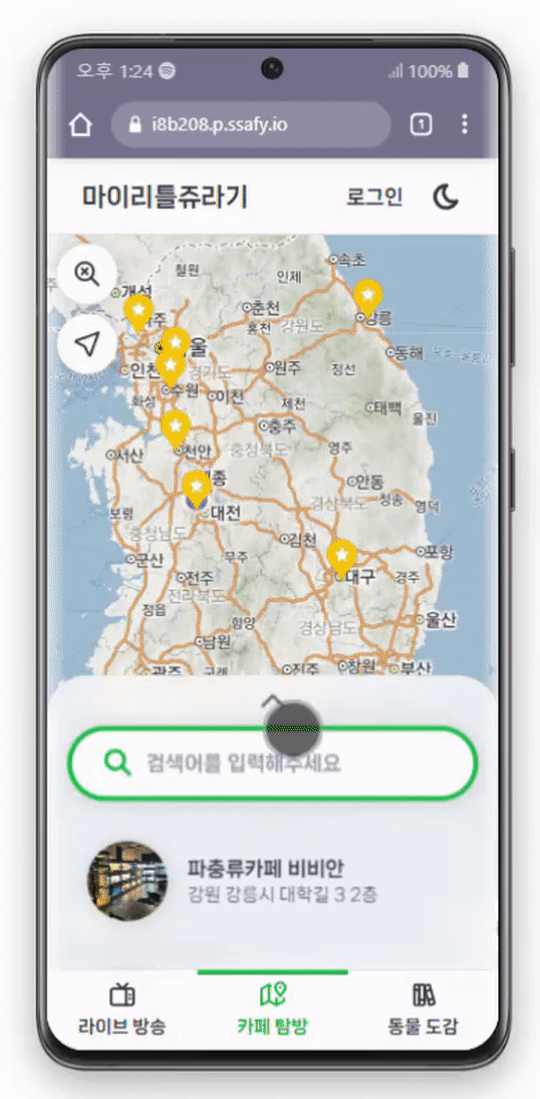 오후 1:24
100%
i8b208.p.ssafy.io
1
마이리틀쥬라기
로그인
속초
철원
인제
개성
춘천
홍천
강원도
강릉
동해
인천
경기도
원주
정선
수원
이천
화성
제천
태백
울진
충주
서산
천안
충청북도
영주
안동
보령
대전
경상북도
청송
영덕
충청남도
군산
김천
무주
포항
전주
대구
경주
전라북도
정읍
함양
경상남도
울산
남원
광주
구례
진주
창원
부산
검색어를 입력해주세요
파충류카페 비비안
강원 강릉시 대학길 3 2층
라이브 방송
카페 탐방
동물 도감